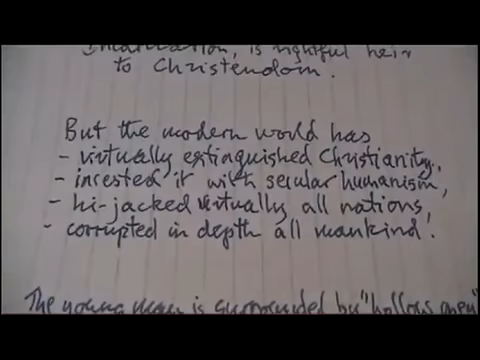 Incarnation, is rightful heir
to Christendom.
But the modern world has
- virtually extinguished Christianity,
- infested it with secular humanism,
- hi-jacked virtually all nations,
- corrupted in depth all mankind.
The young man is surrounded by "hollow men"